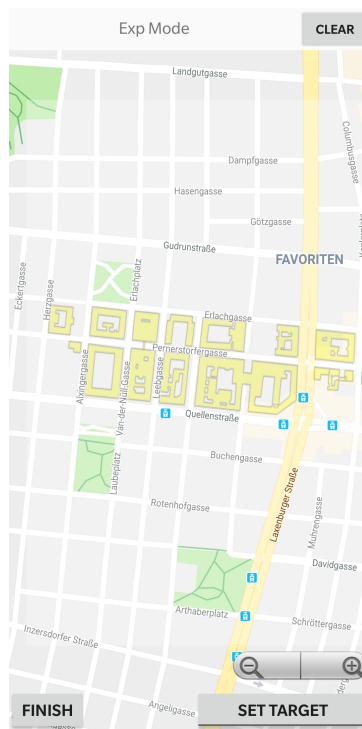 Exp Mode
CLEAR
Landgutgasse
Columbusgasse
Dampfgasse
Hasengasse
Götzgasse
Gudrunstraße
FAVORITEN
Eckertgasse
Herzgasse
Erlachplatz
Erlachgasse
Pernerstorfergasse
Alxingergasse
Van-der-Nüll-Gasse
Leebgasse
Quellenstraße
Buchengasse
Laubeplatz
Rotenhofgasse
Laxenburger Straße
Muhrengasse
Davidgasse
Arthaberplatz
Schröttergasse
Inzersdorfer Straße
Angeligasse
FINISH
SET TARGET